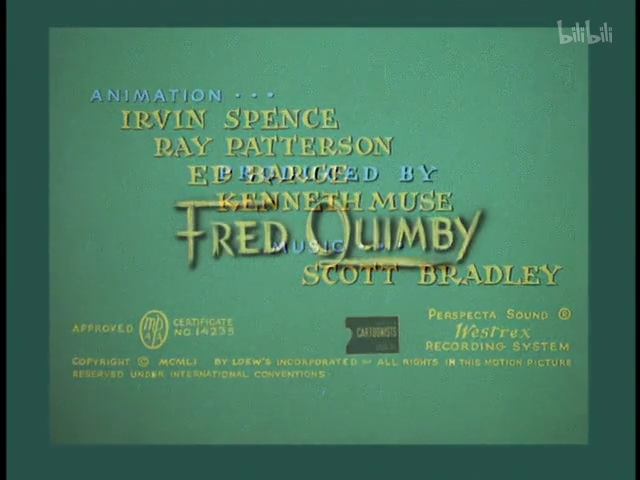 bilibili
ANIMATION ...
IRVIN SPENCE
RAY PATTERSON
ED BARGE
PRODUCED BY
KENNETH MUSE
FRED QUIMBY
MUSIC ...
SCOTT BRADLEY
APPROVED
MPAA
CERTIFICATE
NO. 14235
CARTOONISTS
PERSPECTA SOUND ®
Westrex
RECORDING SYSTEM
COPYRIGHT © MCMLI BY LOEW'S INCORPORATED — ALL RIGHTS IN THIS MOTION PICTURE
RESERVED UNDER INTERNATIONAL CONVENTIONS.